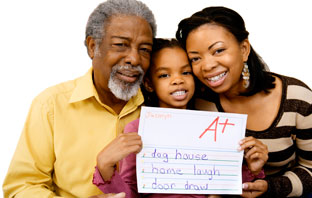 A+
. dog house
. home laugh
. door draw